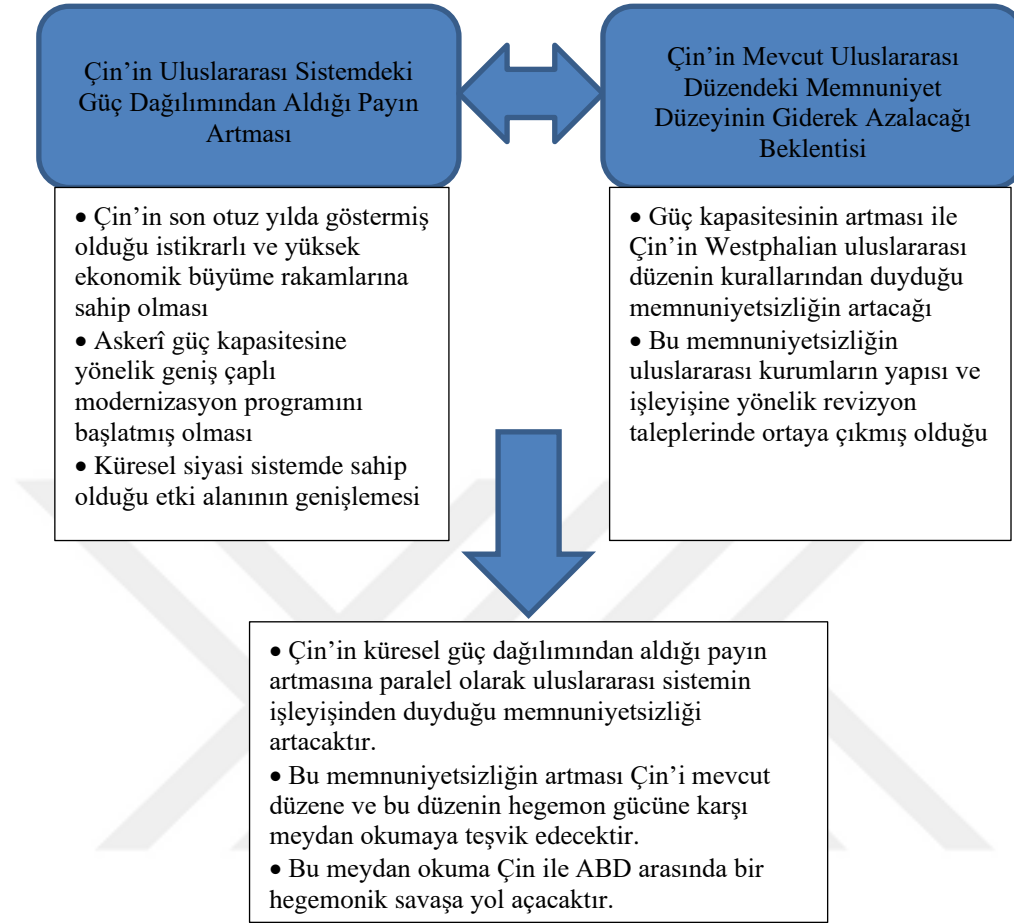 Çin’in Uluslararası Sistemdeki
Güç Dağılımından Aldığı Payın
Artması
Çin’in Mevcut Uluslararası
Düzendeki Memnuniyet
Düzeyinin Giderek Azalacağı
Beklentisi
• Çin’in son otuz yılda göstermiş
olduğu istikrarlı ve yüksek
ekonomik büyüme rakamlarına
sahip olması
• Askerî güç kapasitesine
yönelik geniş çaplı
modernizasyon programını
başlatmış olması
• Küresel siyasi sistemde sahip
olduğu etki alanının genişlemesi
• Güç kapasitesinin artması ile
Çin’in Westphalian uluslararası
düzenin kurallarından duyduğu
memnuniyetsizliğin artacağı
• Bu memnuniyetsizliğin
uluslararası kurumların yapısı ve
işleyişine yönelik revizyon
taleplerinde ortaya çıkmış olduğu
• Çin’in küresel güç dağılımından aldığı payın
artmasına paralel olarak uluslararası sistemin
işleyişinden duyduğu memnuniyetsizliği
artacaktır.
• Bu memnuniyetsizliğin artması Çin’i mevcut
düzene ve bu düzenin hegemon gücüne karşı
meydan okumaya teşvik edecektir.
• Bu meydan okuma Çin ile ABD arasında bir
hegemonik savaşa yol açacaktır.